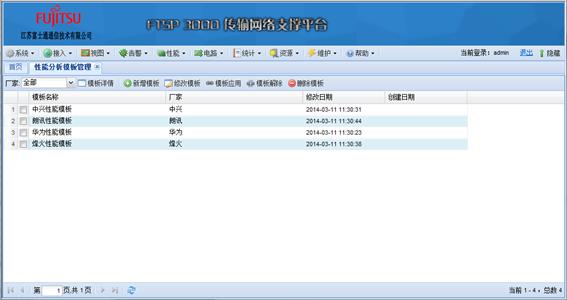 FUJITSU
江苏富士通通信技术有限公司
FTSP 3000 传输网络支撑平台
系统 接入 视图 告警 性能 电路 统计 资源 维护 帮助 当前登录: admin 退出 隐藏
首页 性能分析模板管理
厂家: 全部 模板详情 新增模板 修改模板 模板应用 模板解除 删除模板
模板名称 厂家 修改日期 创建日期
1 中兴性能模板 中兴 2014-03-11 11:30:31
2 朗讯性能模板 朗讯 2014-03-11 11:30:44
3 华为性能模板 华为 2014-03-11 11:30:23
4 烽火性能模板 烽火 2014-03-11 11:30:38
第 1 页,共 1 页 当前 1 - 4 , 总数 4